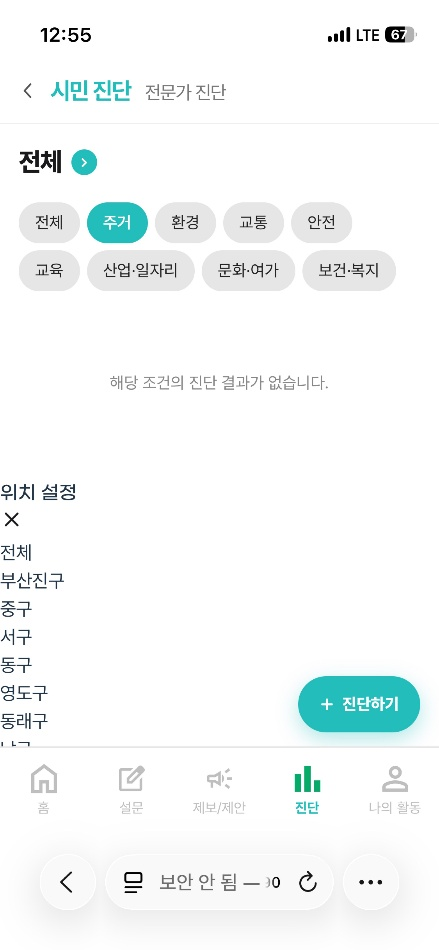 12:55 LTE 67
시민 진단 전문가 진단
전체
전체 주거 환경 교통 안전
교육 산업·일자리 문화·여가 보건·복지
해당 조건의 진단 결과가 없습니다.
위치 설정
전체
부산진구
중구
서구
동구
영도구
동래구
+ 진단하기
홈 설문 제보/제안 진단 나의 활동
보안 안 됨 —